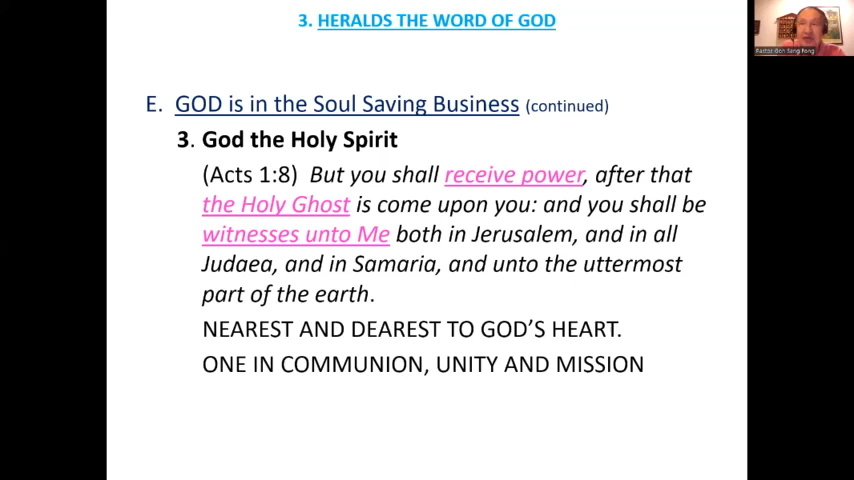 3. HERALDS THE WORD OF GOD
E. GOD is in the Soul Saving Business (continued)
3. God the Holy Spirit
(Acts 1:8) But you shall receive power, after that
the Holy Ghost is come upon you: and you shall be
witnesses unto Me both in Jerusalem, and in all
Judaea, and in Samaria, and unto the uttermost
part of the earth.
NEAREST AND DEAREST TO GOD'S HEART.
ONE IN COMMUNION, UNITY AND MISSION